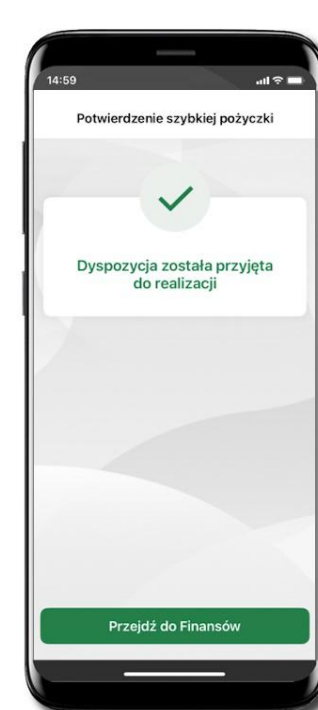 14:59
Potwierdzenie szybkiej pożyczki
Dyspozycja została przyjęta
do realizacji
Przejdź do Finansów